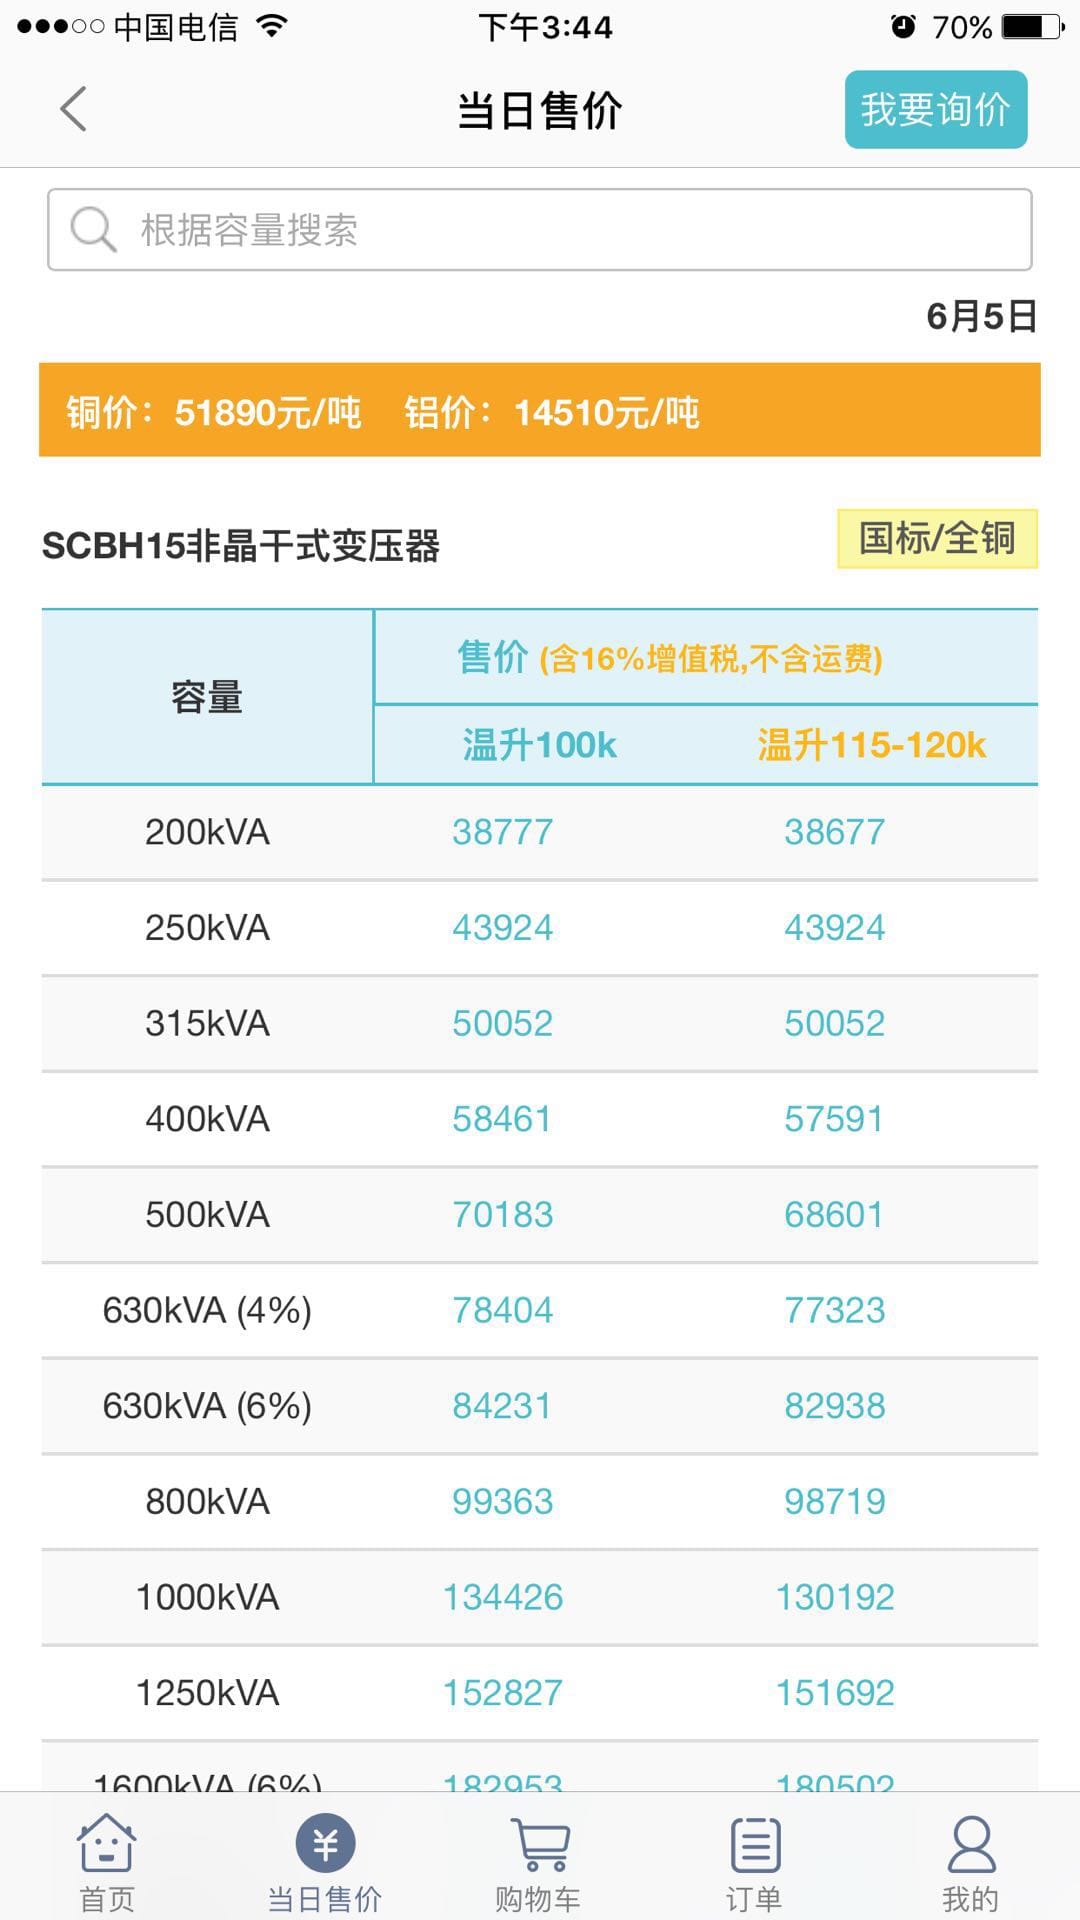 中国电信 下午3:44 70%
当日售价 我要询价
根据容量搜索
6月5日
铜价：51890元/吨 铝价：14510元/吨
SCBH15非晶干式变压器 国标/全铜
容量 售价 (含16%增值税,不含运费)
温升100k 温升115-120k
200kVA 38777 38677
250kVA 43924 43924
315kVA 50052 50052
400kVA 58461 57591
500kVA 70183 68601
630kVA (4%) 78404 77323
630kVA (6%) 84231 82938
800kVA 99363 98719
1000kVA 134426 130192
1250kVA 152827 151692
1600kVA (6%) 182953 180502
首页 当日售价 购物车 订单 我的